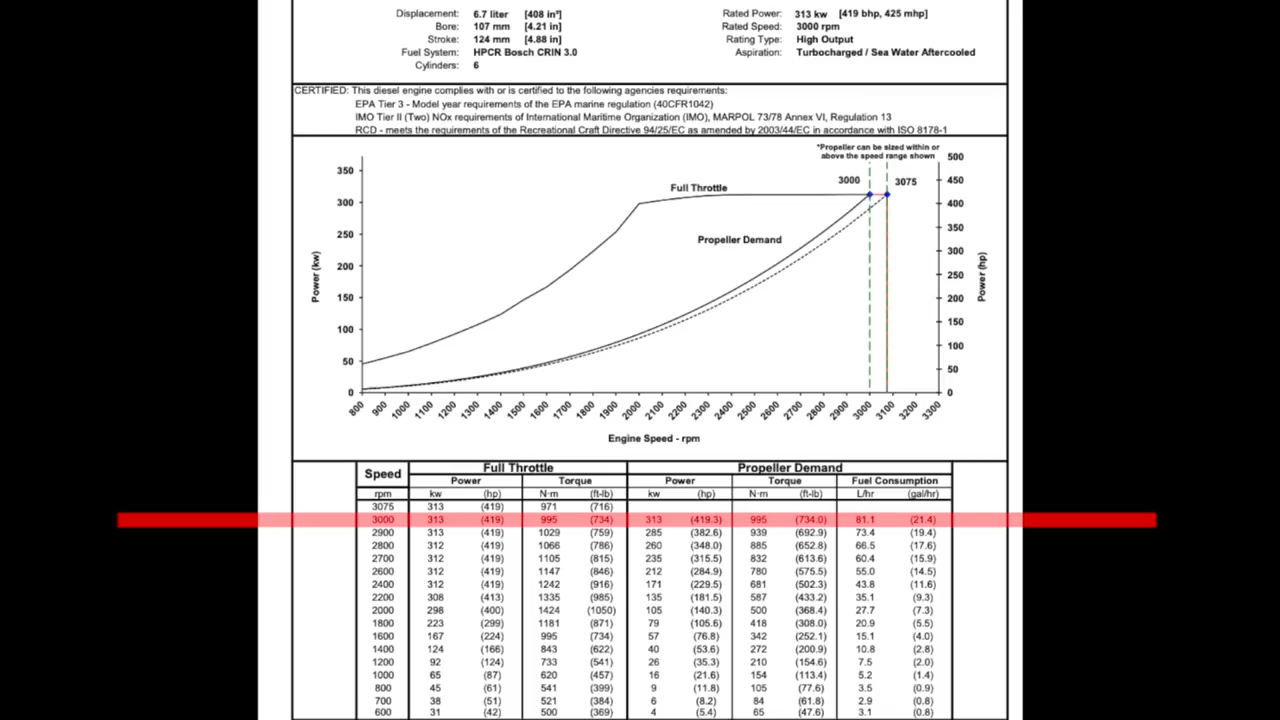 Displacement: 6.7 liter [408 in³] Rated Power: 313 kw [419 bhp, 425 mhp]
Bore: 107 mm [4.21 in] Rated Speed: 3000 rpm
Stroke: 124 mm [4.88 in] Rating Type: High Output
Fuel System: HPCR Bosch CRIN 3.0 Aspiration: Turbocharged / Sea Water Aftercooled
Cylinders: 6
CERTIFIED: This diesel engine complies with or is certified to the following agencies requirements:
EPA Tier 3 - Model year requirements of the EPA marine regulation (40CFR1042)
IMO Tier II (Two) NOx requirements of International Maritime Organization (IMO), MARPOL 73/78 Annex VI, Regulation 13
RCD - meets the requirements of the Recreational Craft Directive 94/25/EC as amended by 2003/44/EC in accordance with ISO 8178-1
*Propeller can be sized within or
above the speed range shown
3000 3075
Full Throttle
Propeller Demand
Power (kw)
350
300
250
200
150
100
50
0
500
450
400
350
300
250
200
150
100
50
0
Power (hp)
800 900 1000 1100 1200 1300 1400 1500 1600 1700 1800 1900 2000 2100 2200 2300 2400 2500 2600 2700 2800 2900 3000 3100 3200 3300
Engine Speed - rpm
Speed Full Throttle Propeller Demand
Power Torque Power Torque Fuel Consumption
rpm kw (hp) N·m (ft-lb) kw (hp) N·m (ft-lb) L/hr (gal/hr)
3075 313 (419) 971 (716)
3000 313 (419) 995 (734) 313 (419.3) 995 (734.0) 81.1 (21.4)
2900 313 (419) 1029 (759) 285 (382.6) 939 (692.9) 73.4 (19.4)
2800 312 (419) 1066 (786) 260 (348.0) 885 (652.8) 66.5 (17.6)
2700 312 (419) 1105 (815) 235 (315.5) 832 (613.6) 60.4 (15.9)
2600 312 (419) 1147 (846) 212 (284.9) 780 (575.5) 55.0 (14.5)
2400 312 (419) 1242 (916) 171 (229.5) 681 (502.3) 43.8 (11.6)
2200 308 (413) 1335 (985) 135 (181.5) 587 (433.2) 35.1 (9.3)
2000 298 (400) 1424 (1050) 105 (140.3) 500 (368.4) 27.7 (7.3)
1800 223 (299) 1181 (871) 79 (105.6) 418 (308.0) 20.9 (5.5)
1600 167 (224) 995 (734) 57 (76.8) 342 (252.1) 15.1 (4.0)
1400 124 (166) 843 (622) 40 (53.6) 272 (200.9) 10.8 (2.8)
1200 92 (124) 733 (541) 26 (35.3) 210 (154.6) 7.5 (2.0)
1000 65 (87) 620 (457) 16 (21.6) 154 (113.4) 5.2 (1.4)
800 45 (61) 541 (399) 9 (11.8) 105 (77.6) 3.5 (0.9)
700 38 (51) 521 (384) 6 (8.2) 84 (61.8) 2.9 (0.8)
600 31 (42) 500 (369) 4 (5.4) 65 (47.6) 3.1 (0.8)